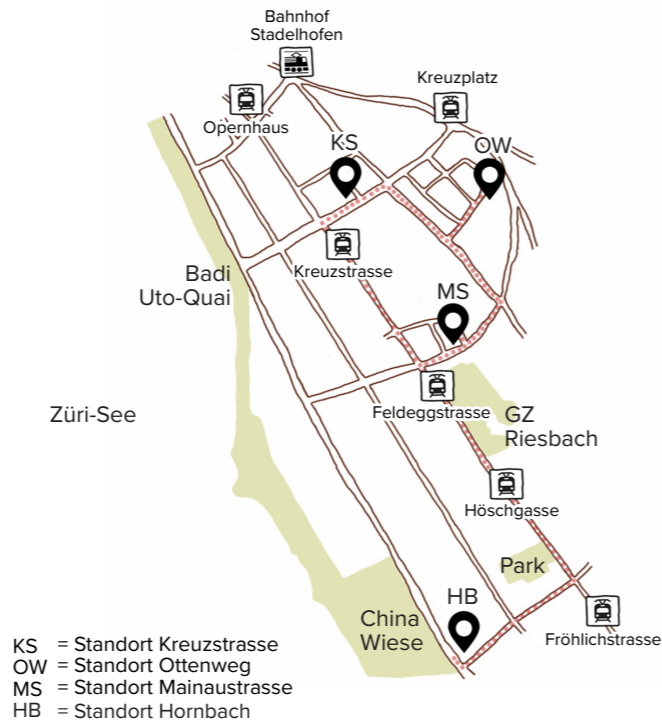 Bahnhof
Stadelhofen
Kreuzplatz
Opernhaus
KS
OW
Kreuzstrasse
Badi
Uto-Quai
MS
Züri-See
Feldeggstrasse
GZ
Riesbach
Höschgasse
Park
HB
China
Wiese
Fröhlichstrasse
KS = Standort Kreuzstrasse
OW = Standort Ottenweg
MS = Standort Mainaustrasse
HB = Standort Hornbach